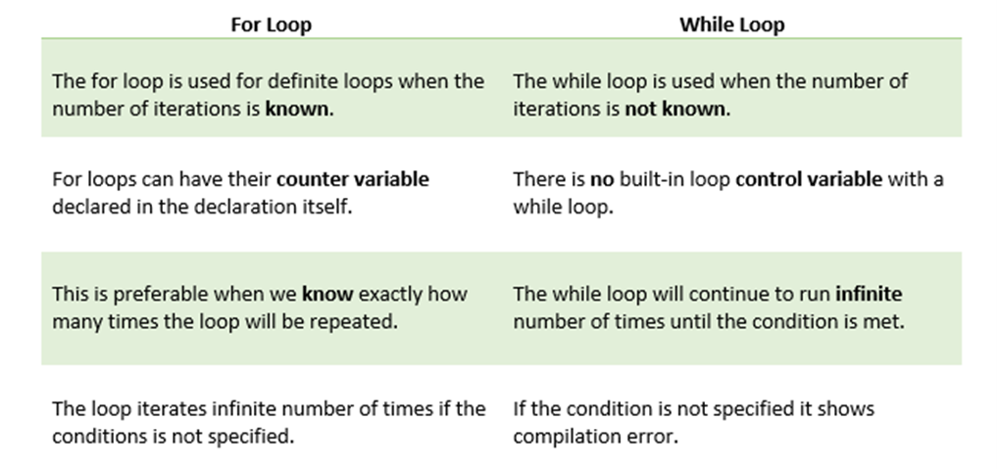 For Loop
While Loop
The for loop is used for definite loops when the
number of iterations is known.
The while loop is used when the number of
iterations is not known.
For loops can have their counter variable
declared in the declaration itself.
There is no built-in loop control variable with a
while loop.
This is preferable when we know exactly how
many times the loop will be repeated.
The while loop will continue to run infinite
number of times until the condition is met.
The loop iterates infinite number of times if the
conditions is not specified.
If the condition is not specified it shows
compilation error.